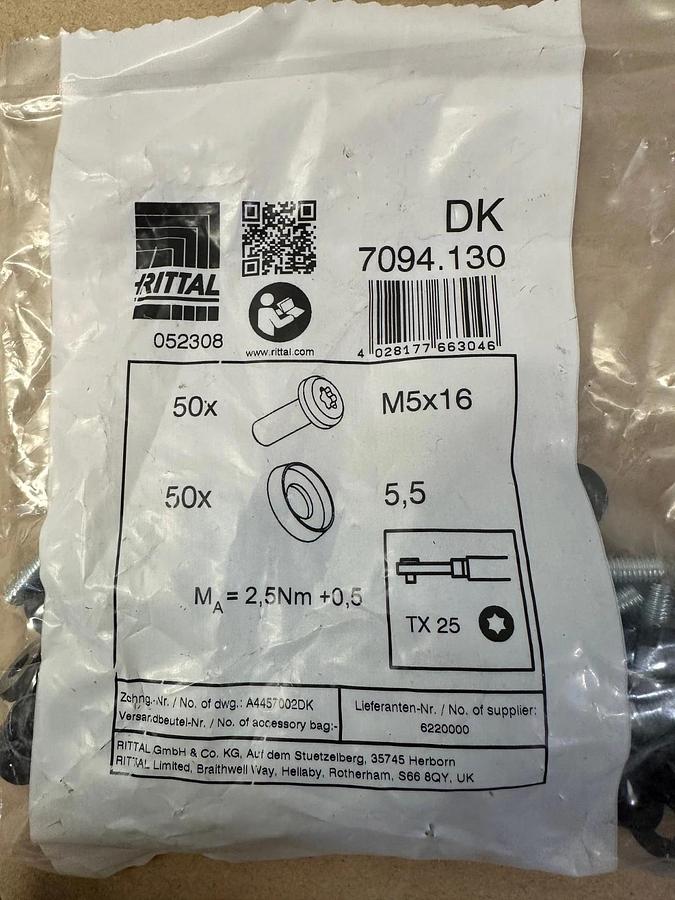 DK
7094.130
RITTAL
052308
www.rittal.com
4 028177 663046
50x M5x16
50x 5,5
MA = 2,5Nm +0,5
TX 25
Zchng.-Nr. / No. of dwg.: A4457002DK
Versandbeutel-Nr. / No. of accessory bag:-
Lieferanten-Nr. / No. of supplier:
6220000
RITTAL GmbH & Co. KG, Auf dem Stuetzelberg, 35745 Herborn
RITTAL Limited, Braithwell Way, Hellaby, Rotherham, S66 8QY, UK